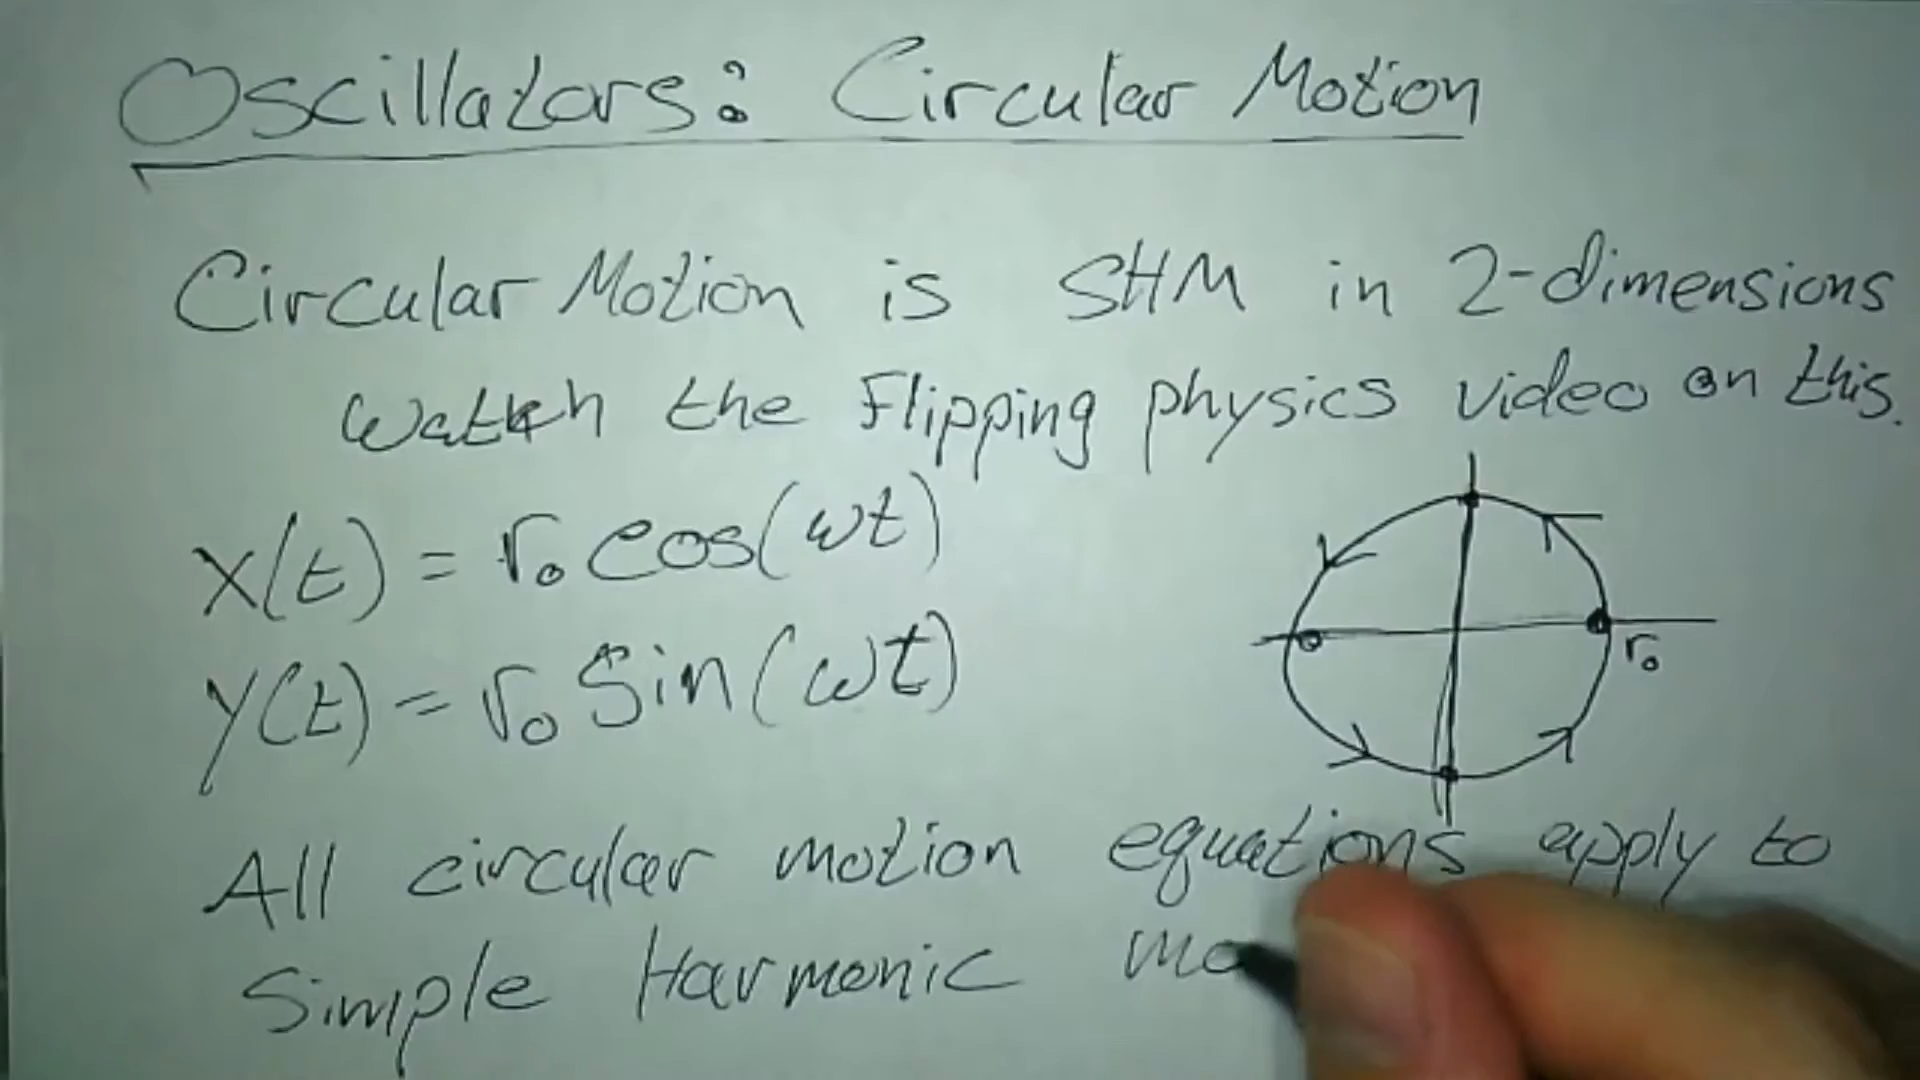 Oscillators: Circular Motion
Circular Motion is SHM in 2-dimensions
Watch the Flipping physics video on this.
x(t) = r₀ cos(ωt)
y(t) = r₀ Sin(ωt)
r₀
All circular motion equations apply to
Simple Harmonic mo